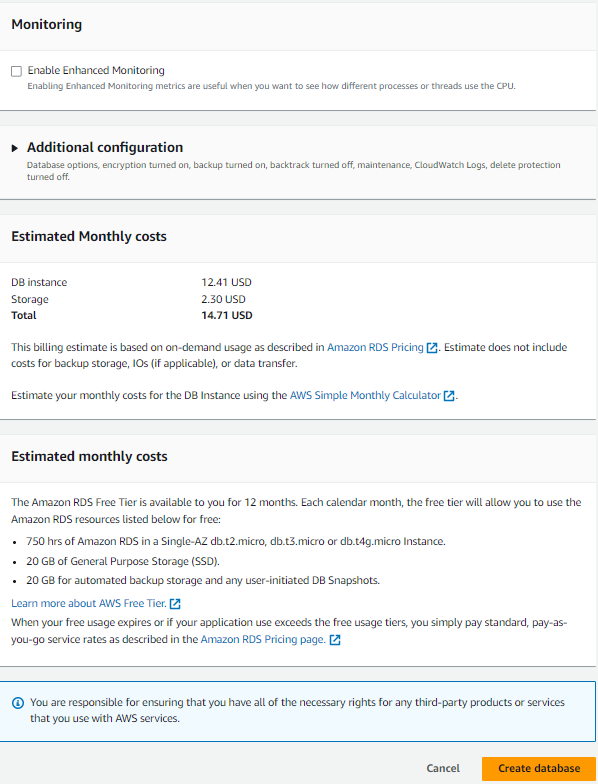 Monitoring
Enable Enhanced Monitoring
Enabling Enhanced Monitoring metrics are useful when you want to see how different processes or threads use the CPU.
Additional configuration
Database options, encryption turned on, backup turned on, backtrack turned off, maintenance, CloudWatch Logs, delete protection
turned off.
Estimated Monthly costs
DB instance 12.41 USD
Storage 2.30 USD
Total 14.71 USD
This billing estimate is based on on-demand usage as described in Amazon RDS Pricing. Estimate does not include
costs for backup storage, IOs (if applicable), or data transfer.
Estimate your monthly costs for the DB Instance using the AWS Simple Monthly Calculator.
Estimated monthly costs
The Amazon RDS Free Tier is available to you for 12 months. Each calendar month, the free tier will allow you to use the
Amazon RDS resources listed below for free:
• 750 hrs of Amazon RDS in a Single-AZ db.t2.micro, db.t3.micro or db.t4g.micro Instance.
• 20 GB of General Purpose Storage (SSD).
• 20 GB for automated backup storage and any user-initiated DB Snapshots.
Learn more about AWS Free Tier.
When your free usage expires or if your application use exceeds the free usage tiers, you simply pay standard, pay-as-
you-go service rates as described in the Amazon RDS Pricing page.
You are responsible for ensuring that you have all of the necessary rights for any third-party products or services
that you use with AWS services.
Cancel Create database